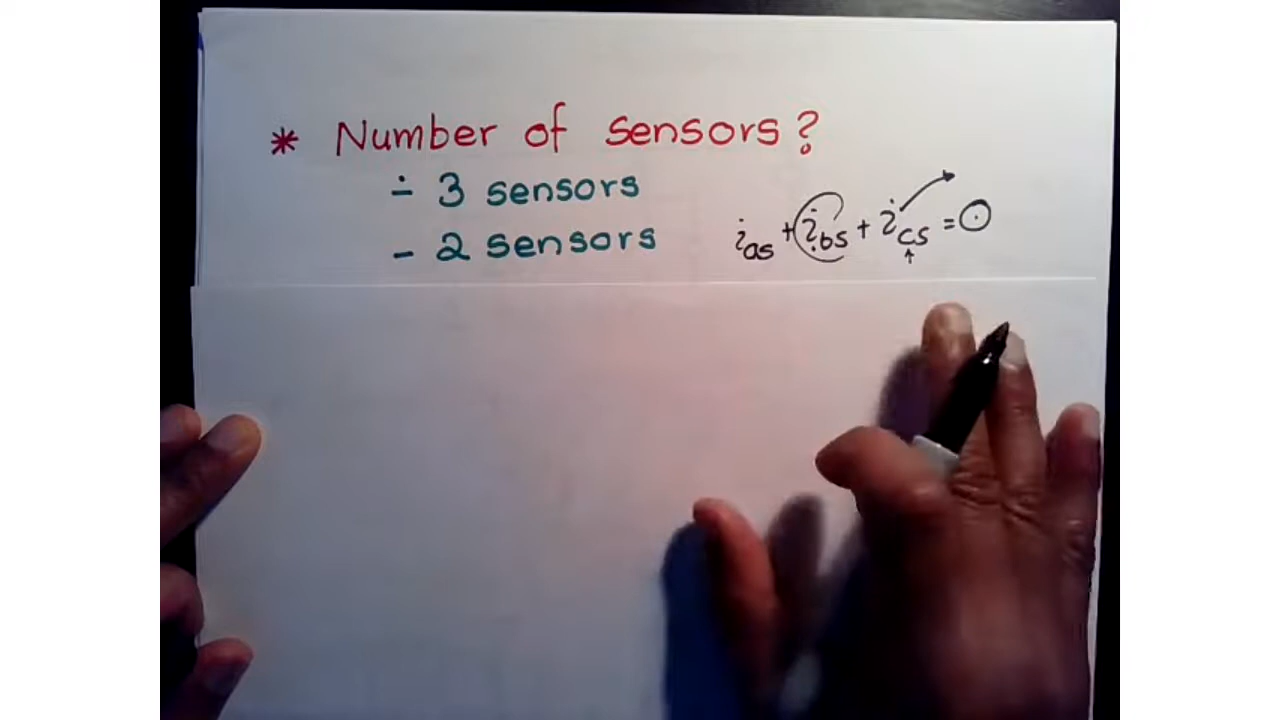 * Number of sensors?
- 3 sensors
- 2 sensors
ias + ibs + ics = 0